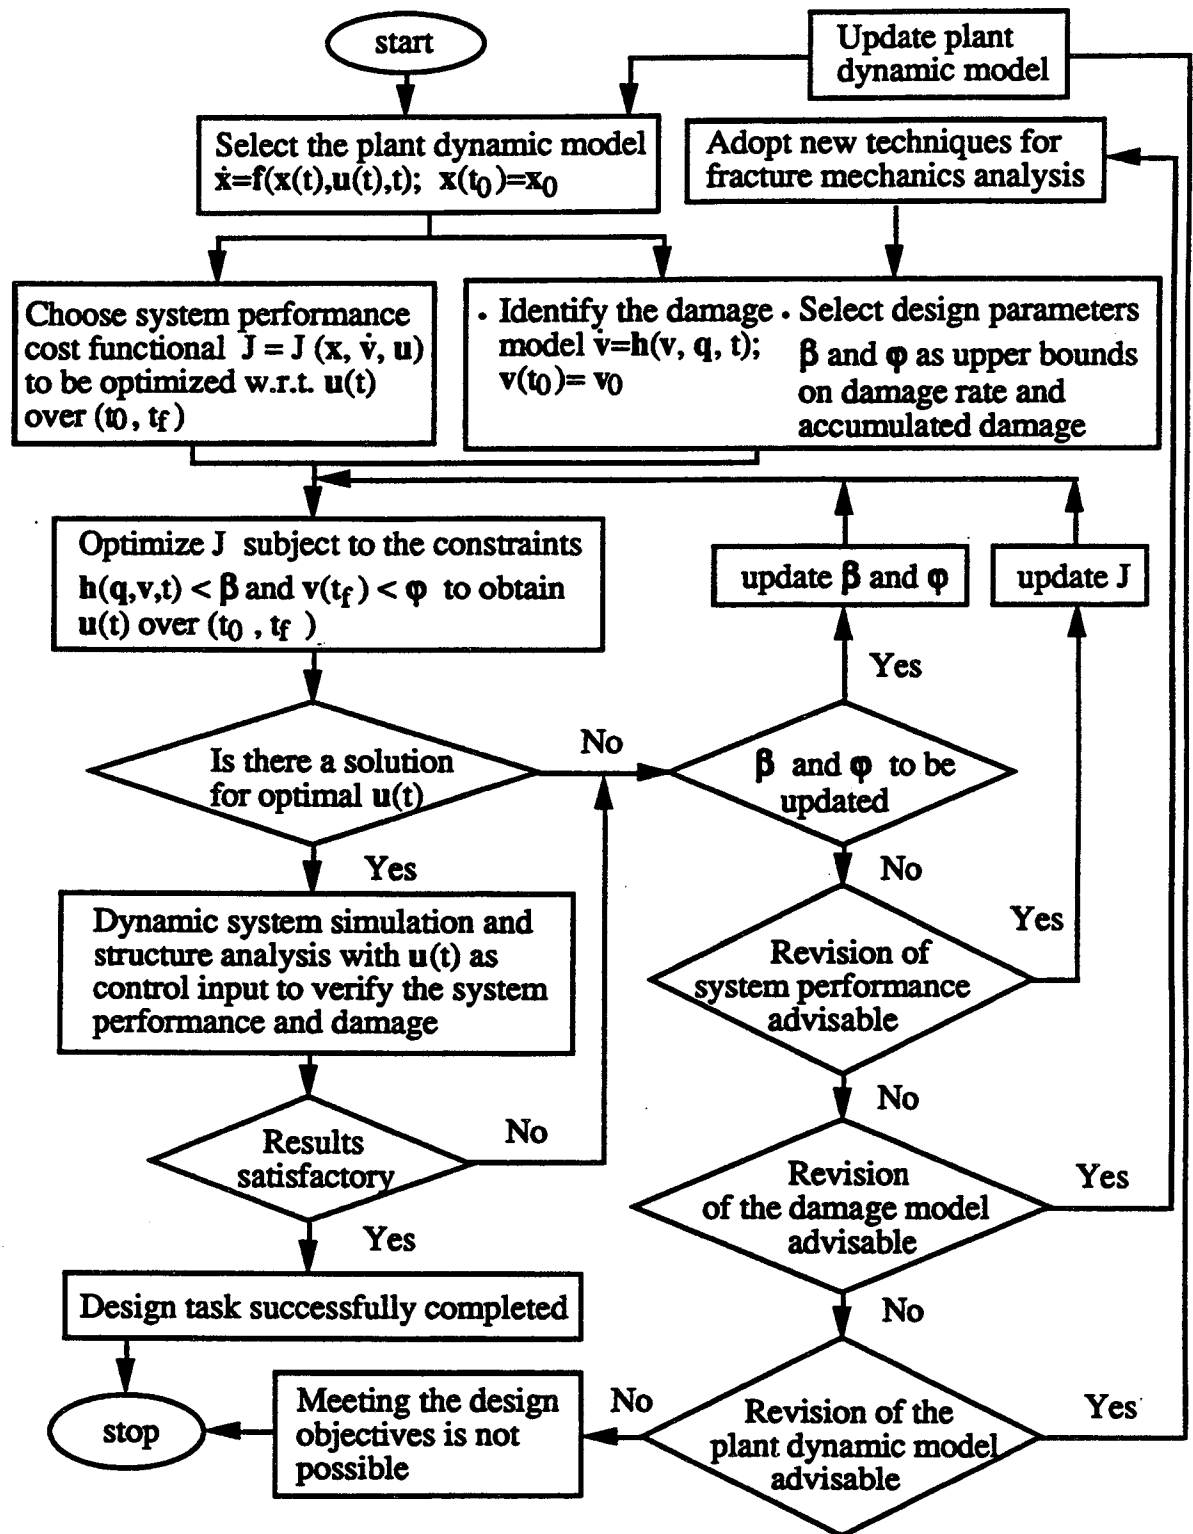 start
Update plant
dynamic model
Select the plant dynamic model
ẋ=f(x(t),u(t),t); x(t₀)=x₀
Adopt new techniques for
fracture mechanics analysis
Choose system performance
cost functional J = J (x, v̇, u)
to be optimized w.r.t. u(t)
over (t₀, t_f)
· Identify the damage
model v̇=h(v, q, t);
v(t₀)= v₀
· Select design parameters
β and φ as upper bounds
on damage rate and
accumulated damage
Optimize J subject to the constraints
h(q,v,t) < β and v(t_f) < φ to obtain
u(t) over (t₀ , t_f )
update β and φ
update J
Yes
Is there a solution
for optimal u(t)
No
β and φ to be
updated
Yes
No
Dynamic system simulation and
structure analysis with u(t) as
control input to verify the system
performance and damage
Revision of
system performance
advisable
Yes
No
Results
satisfactory
No
Revision
of the damage model
advisable
Yes
Yes
No
Design task successfully completed
stop
Meeting the design
objectives is not
possible
No
Revision of the
plant dynamic model
advisable
Yes